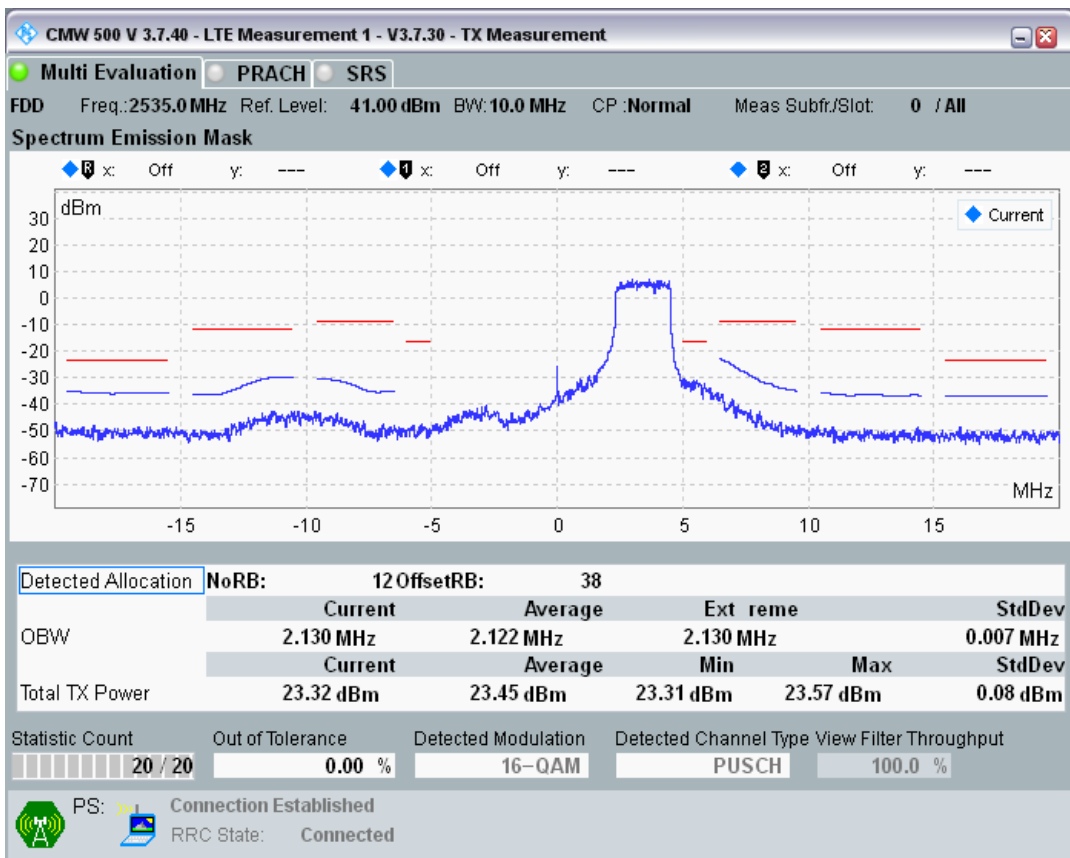 CMW 500 V 3.7.40 - LTE Measurement 1 - V3.7.30 - TX Measurement
Multi Evaluation PRACH SRS
FDD Freq.:2535.0 MHz Ref. Level: 41.00 dBm BW:10.0 MHz CP :Normal Meas Subfr./Slot: 0 / All
Spectrum Emission Mask
R x: Off y: --- 1 x: Off y: --- 2 x: Off y: ---
dBm
Current
30
20
10
0
-10
-20
-30
-40
-50
-60
-70
MHz
-15 -10 -5 0 5 10 15
Detected Allocation NoRB: 12 OffsetRB: 38
Current Average Ext reme StdDev
OBW 2.130 MHz 2.122 MHz 2.130 MHz 0.007 MHz
Current Average Min Max StdDev
Total TX Power 23.32 dBm 23.45 dBm 23.31 dBm 23.57 dBm 0.08 dBm
Statistic Count Out of Tolerance Detected Modulation Detected Channel Type View Filter Throughput
20 / 20 0.00 % 16-QAM PUSCH 100.0 %
PS: Connection Established
RRC State: Connected